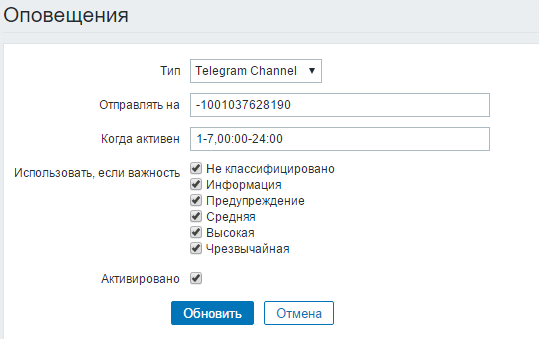 Оповещения
Тип Telegram Channel
Отправлять на -1001037628190
Когда активен 1-7,00:00-24:00
Использовать, если важность Не классифицировано
Информация
Предупреждение
Средняя
Высокая
Чрезвычайная
Активировано
Обновить Отмена